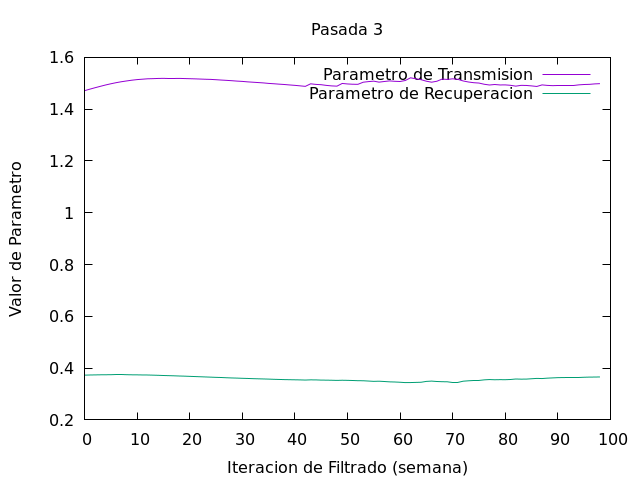 Pasada 3
1.6
1.4
1.2
1
0.8
0.6
0.4
0.2
Valor de Parametro
Parametro de Transmision
Parametro de Recuperacion
0 10 20 30 40 50 60 70 80 90 100
Iteracion de Filtrado (semana)